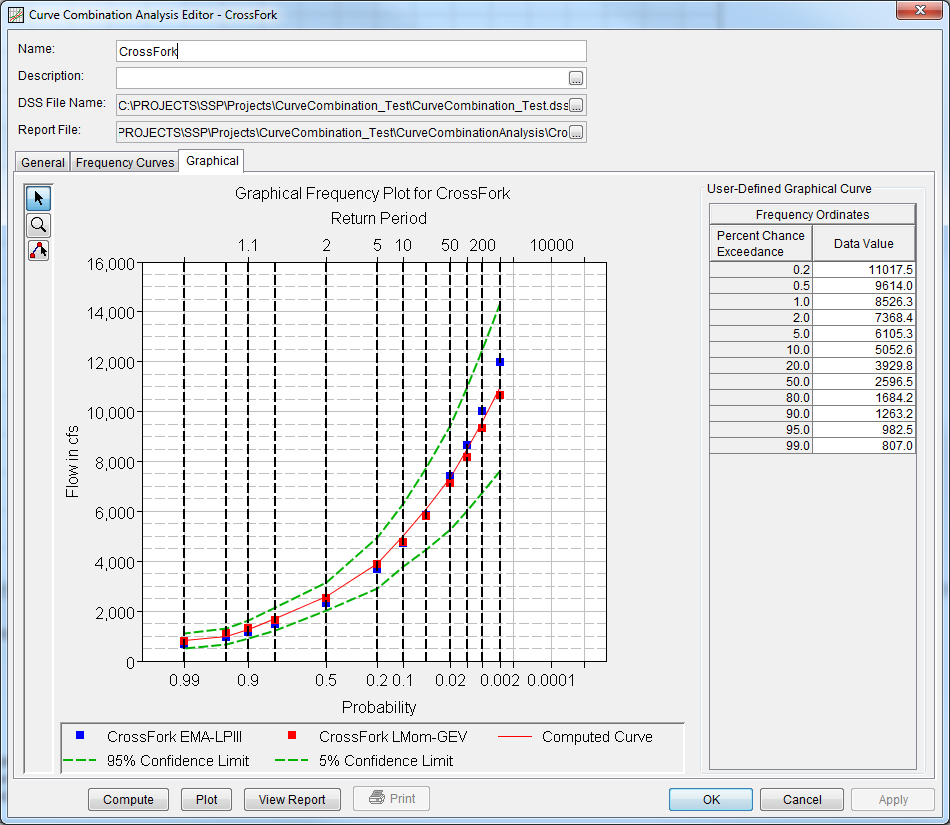 Curve Combination Analysis Editor - CrossFork
Name: CrossFork
Description: ...
DSS File Name: C:\PROJECTS\SSP\Projects\CurveCombination_Test\CurveCombination_Test.dss ...
Report File: PROJECTS\SSP\Projects\CurveCombination_Test\CurveCombinationAnalysis\Cro ...
General Frequency Curves Graphical
Graphical Frequency Plot for CrossFork
Return Period
1.1 2 5 10 50 200 10000
16,000
14,000
12,000
10,000
8,000
6,000
4,000
2,000
0
Flow in cfs
0.99 0.9 0.5 0.2 0.1 0.02 0.002 0.0001
Probability
CrossFork EMA-LPIII CrossFork LMom-GEV Computed Curve
95% Confidence Limit 5% Confidence Limit
User-Defined Graphical Curve
Frequency Ordinates
Percent Chance Exceedance Data Value
0.2 11017.5
0.5 9614.0
1.0 8526.3
2.0 7368.4
5.0 6105.3
10.0 5052.6
20.0 3929.8
50.0 2596.5
80.0 1684.2
90.0 1263.2
95.0 982.5
99.0 807.0
Compute Plot View Report Print OK Cancel Apply